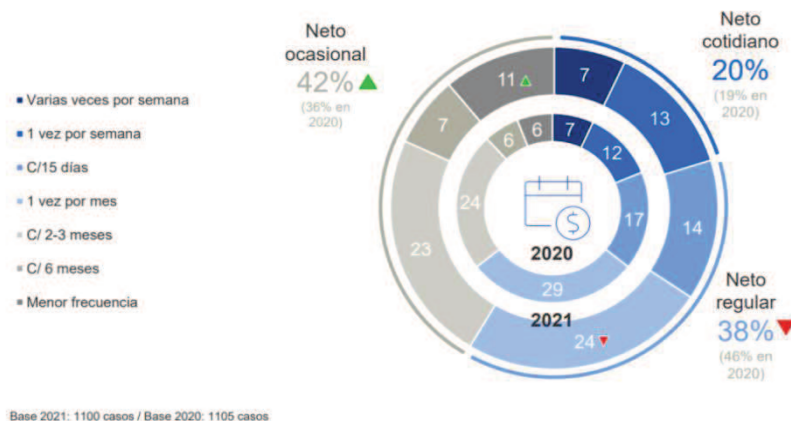 Neto
ocasional
42%
(36% en
2020)
Neto
cotidiano
20%
(19% en
2020)
Varias veces por semana
1 vez por semana
C/15 días
1 vez por mes
C/ 2-3 meses
C/ 6 meses
Menor frecuencia
11
7
7
13
6
6
7
12
24
17
23
14
2020
29
2021
24
Neto
regular
38%
(46% en
2020)
Base 2021: 1100 casos / Base 2020: 1105 casos